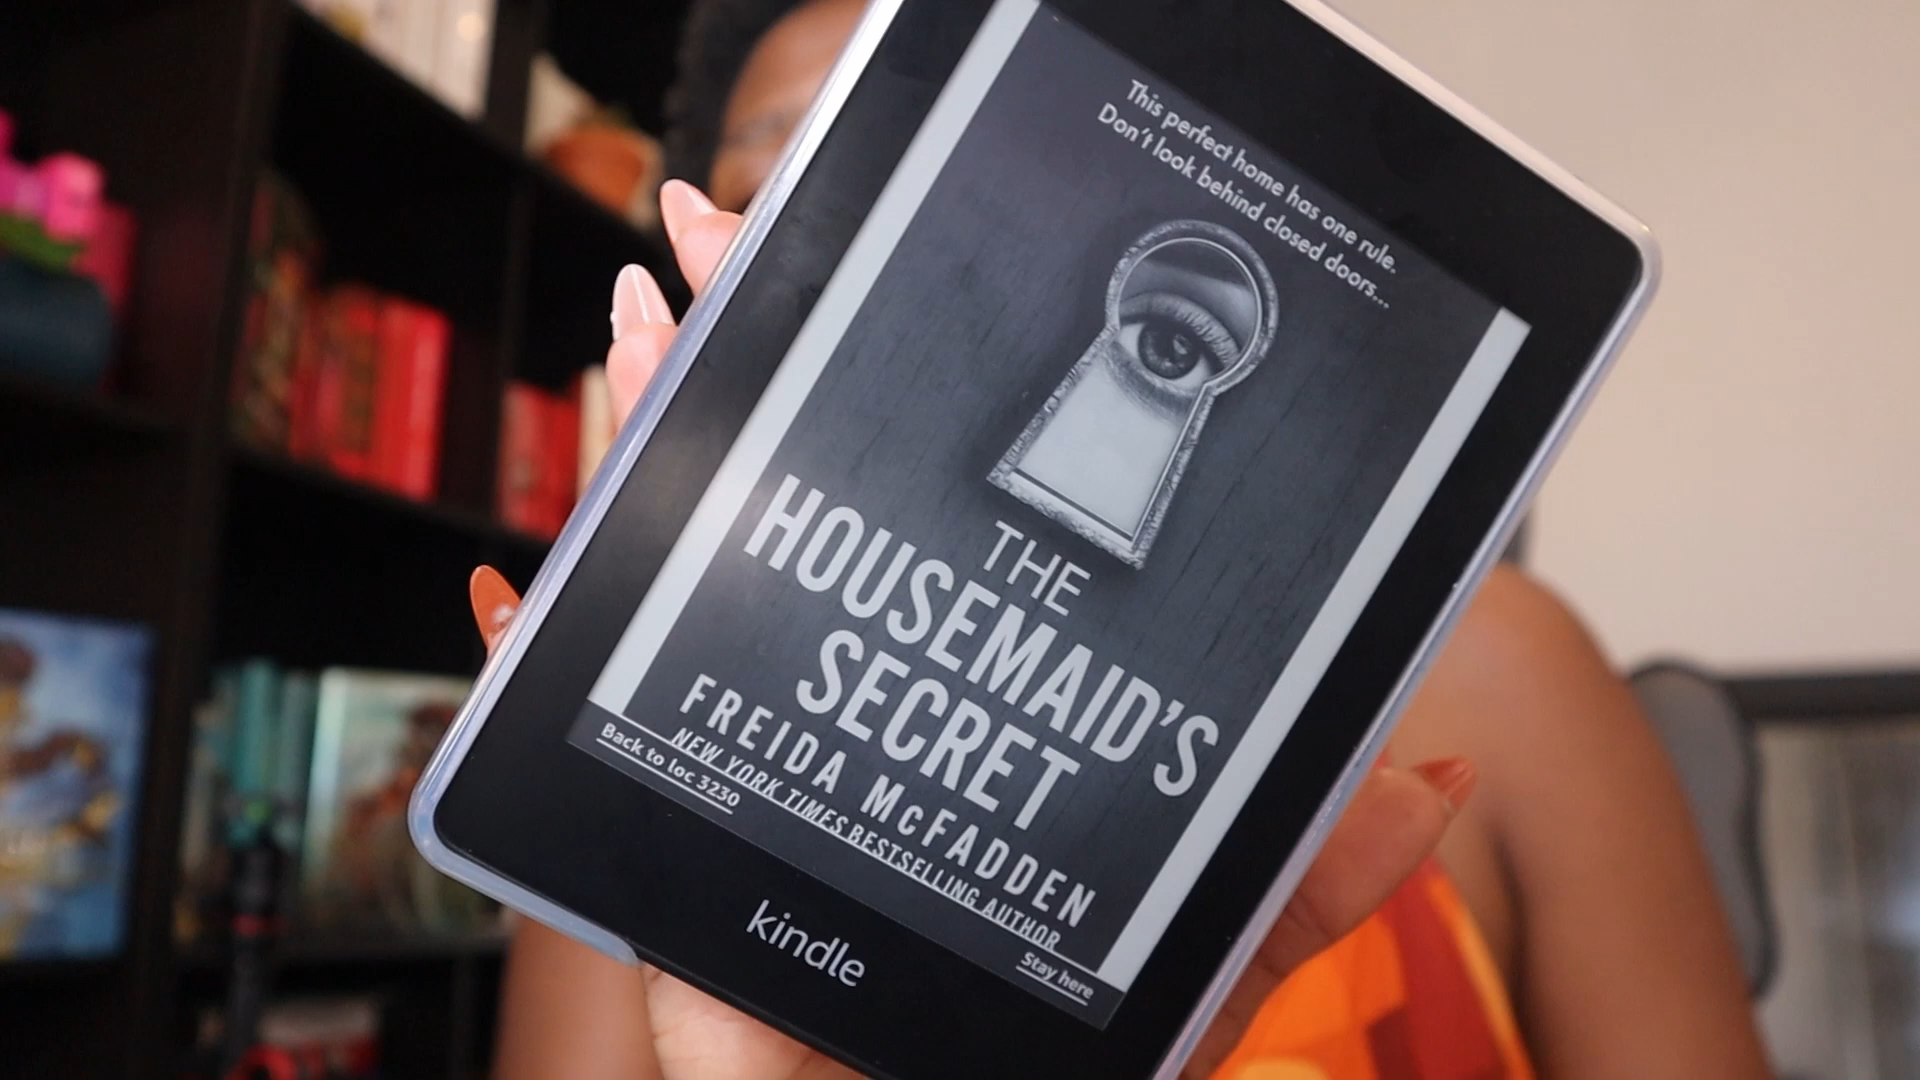 This perfect home has one rule.
Don't look behind closed doors...
THE
HOUSEMAID'S
SECRET
FREIDA McFADDEN
NEW YORK TIMES BESTSELLING AUTHOR
Back to loc 3230
Stay here
kindle